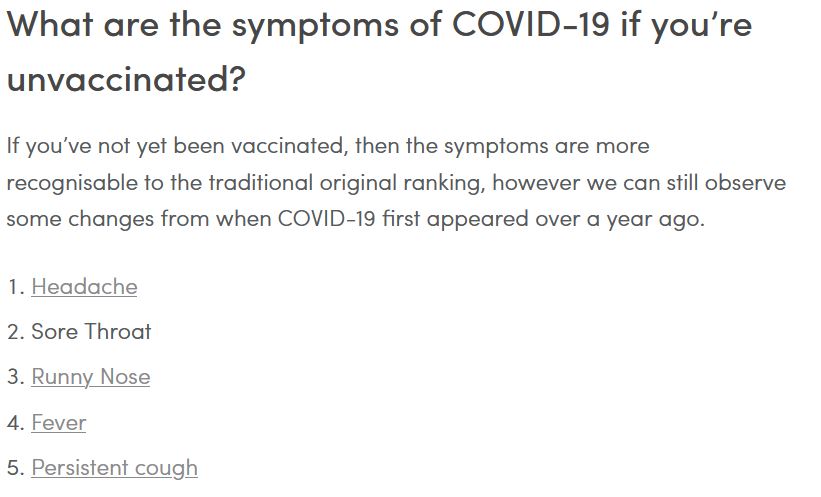 What are the symptoms of COVID-19 if you’re
unvaccinated?
If you’ve not yet been vaccinated, then the symptoms are more
recognisable to the traditional original ranking, however we can still observe
some changes from when COVID-19 first appeared over a year ago.
1. Headache
2. Sore Throat
3. Runny Nose
4. Fever
5. Persistent cough